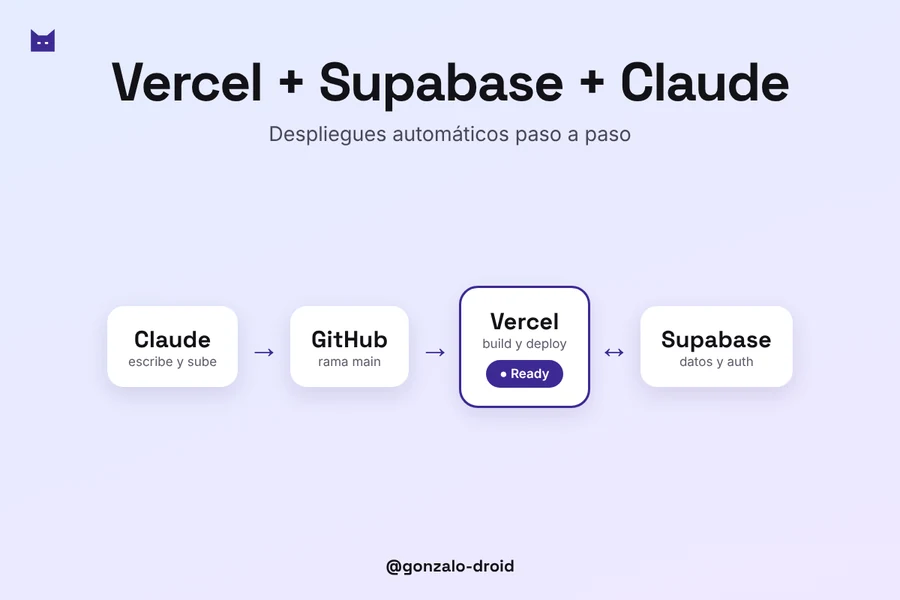 Vercel + Supabase + Claude
Despliegues automáticos paso a paso
Claude
escribe y sube
→
GitHub
rama main
→
Vercel
build y deploy
● Ready
↔
Supabase
datos y auth
@gonzalo-droid